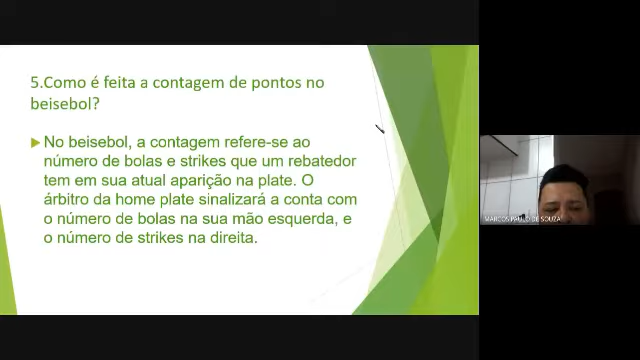 5.Como é feita a contagem de pontos no
beisebol?
No beisebol, a contagem refere-se ao
número de bolas e strikes que um rebatedor
tem em sua atual aparição na plate. O
árbitro da home plate sinalizará a conta com
o número de bolas na sua mão esquerda, e
o número de strikes na direita.
MARCOS PAULO DE SOUZA